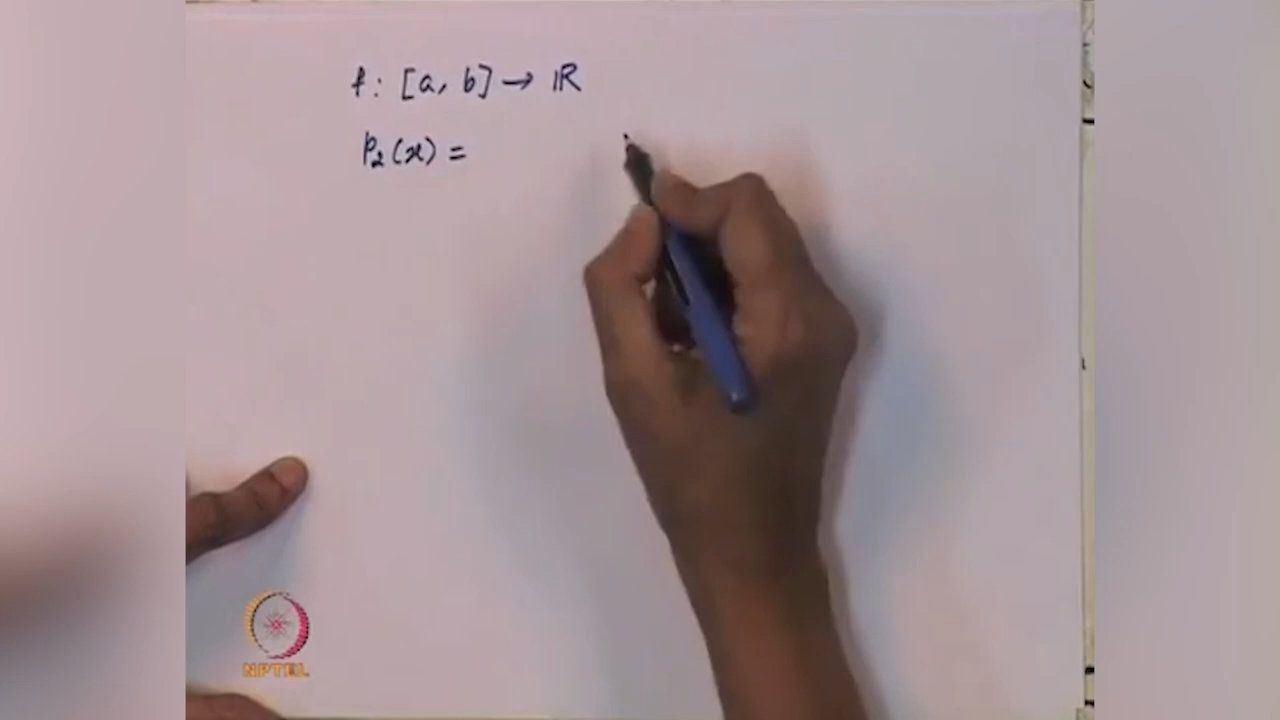 f: [a, b] → ℝ
p₂(x) =
NPTEL